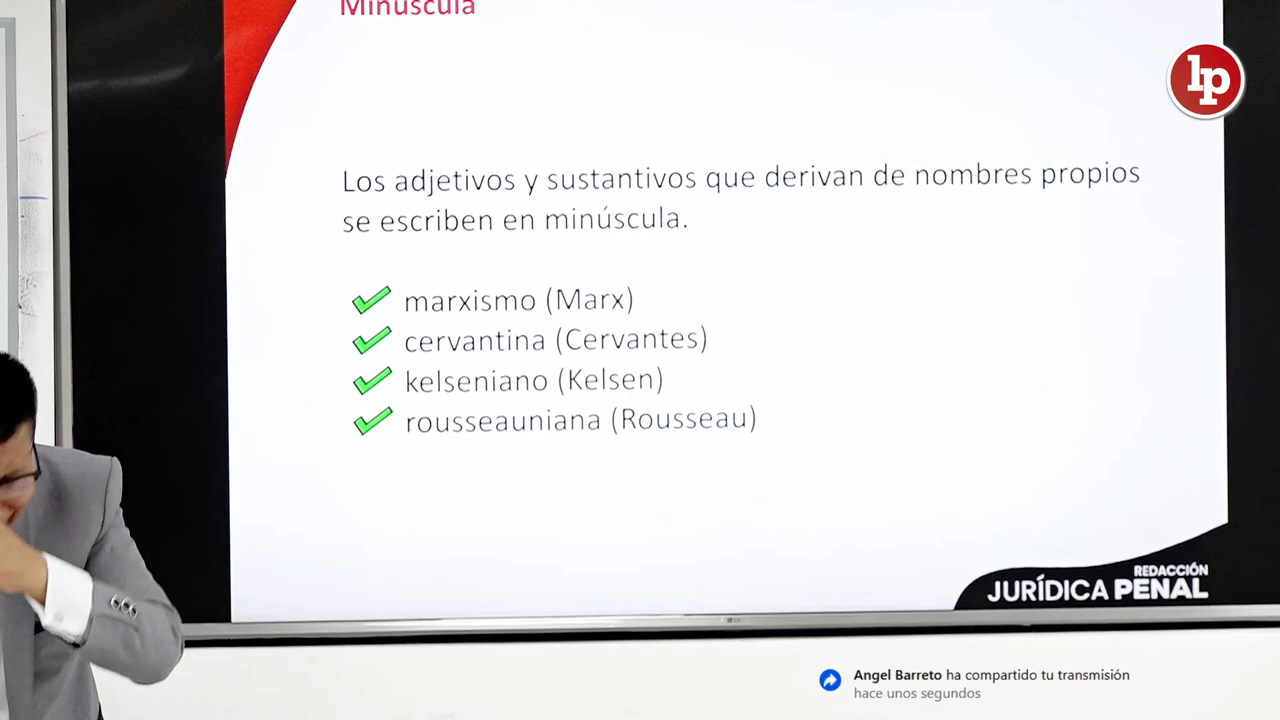 Minúscula
lp
Los adjetivos y sustantivos que derivan de nombres propios
se escriben en minúscula.
marxismo (Marx)
cervantina (Cervantes)
kelseniano (Kelsen)
rousseauniana (Rousseau)
REDACCIÓN
JURÍDICA PENAL
LG
Angel Barreto ha compartido tu transmisión
hace unos segundos